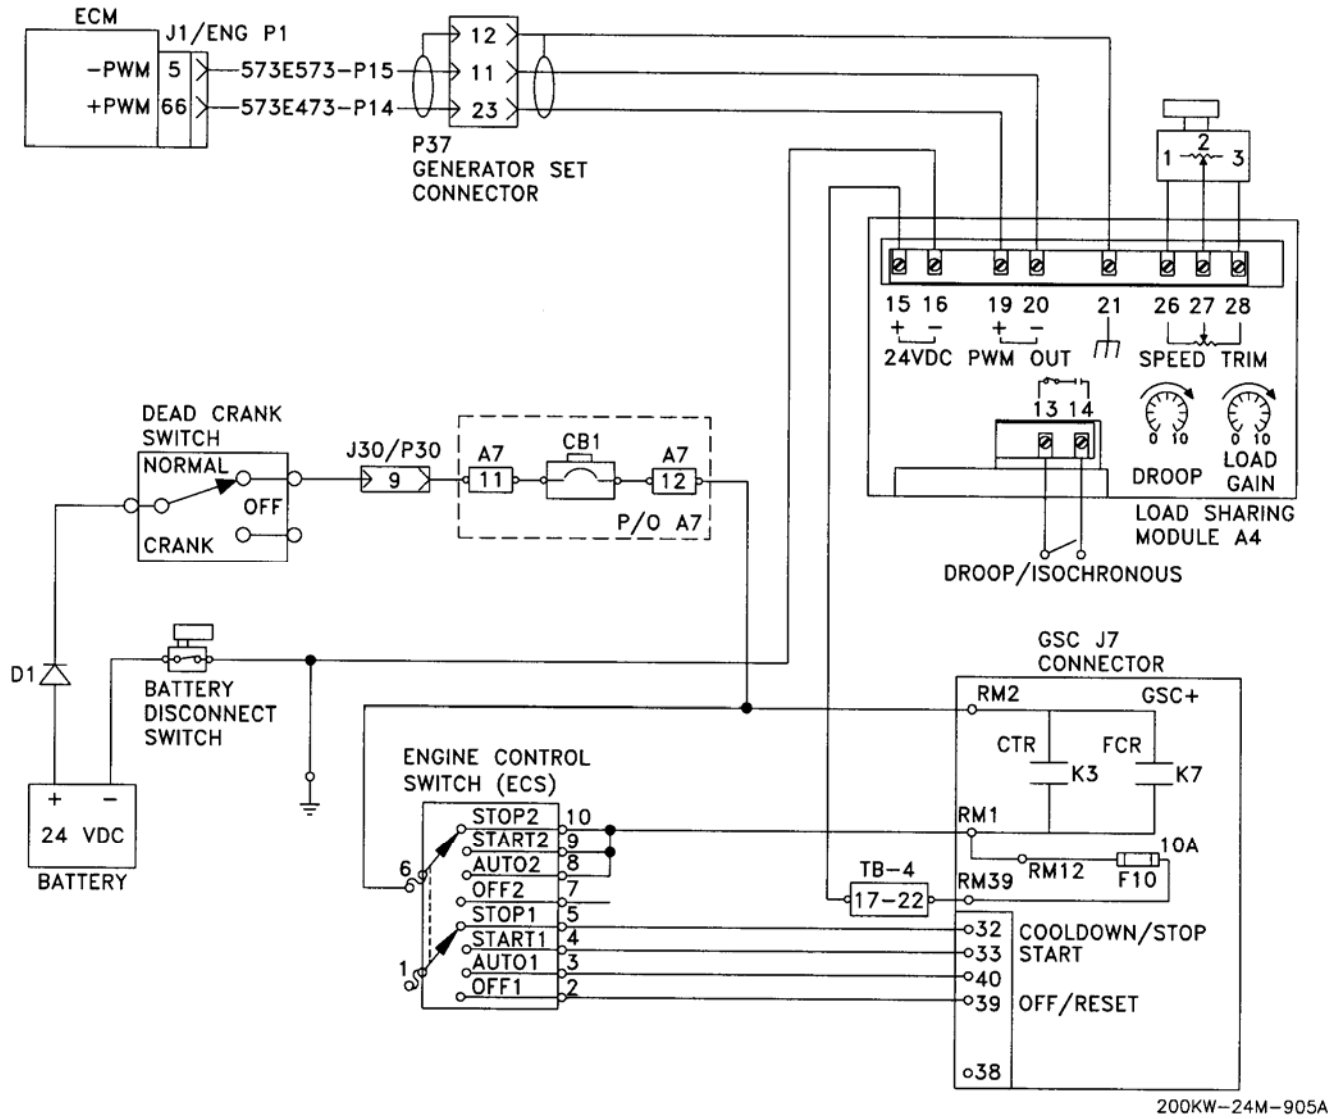 ECM
J1/ENG P1
-PWM 5 573E573-P15
+PWM 66 573E473-P14
12
11
23
P37
GENERATOR SET
CONNECTOR
1 2 3
15 16 19 20 21 26 27 28
+ - + -
24VDC PWM OUT SPEED TRIM
13 14
0 10
DROOP
0 10
LOAD
GAIN
LOAD SHARING
MODULE A4
DROOP/ISOCHRONOUS
DEAD CRANK
SWITCH
NORMAL
OFF
CRANK
J30/P30
9
A7
11
CB1
A7
12
P/O A7
D1
BATTERY
DISCONNECT
SWITCH
+ -
24 VDC
BATTERY
ENGINE CONTROL
SWITCH (ECS)
6
1
STOP2 10
START2 9
AUTO2 8
OFF2 7
STOP1 5
START1 4
AUTO1 3
OFF1 2
TB-4
17-22
GSC J7
CONNECTOR
RM2 GSC+
CTR FCR
K3 K7
RM1
10A
RM12 F10
RM39
32 COOLDOWN/STOP
33 START
40
39 OFF/RESET
38
200KW-24M-905A